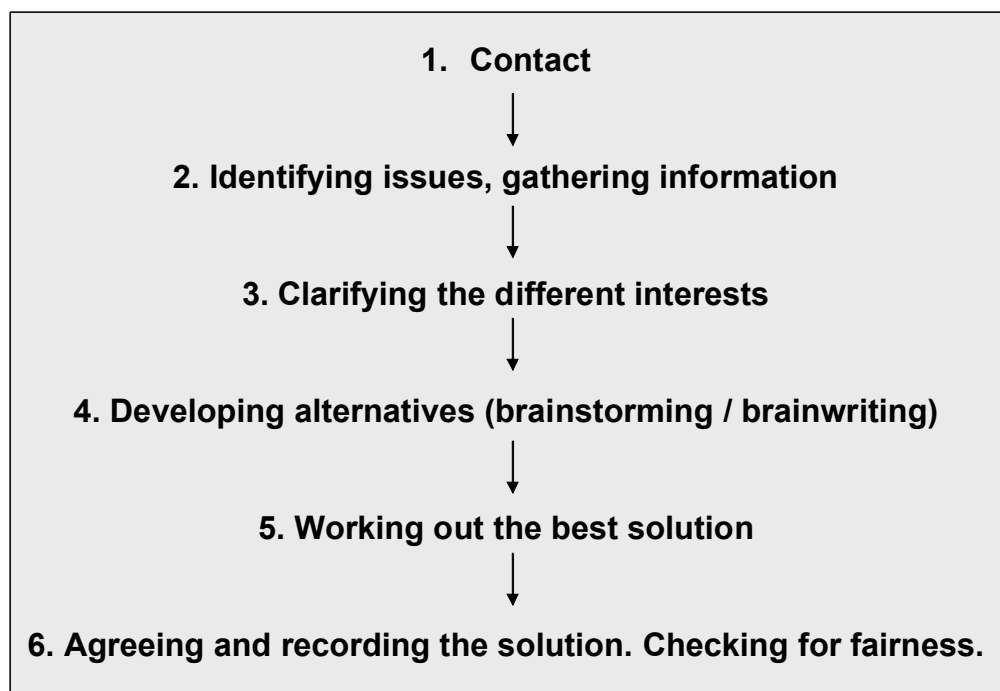 1. Contact
2. Identifying issues, gathering information
3. Clarifying the different interests
4. Developing alternatives (brainstorming / brainwriting)
5. Working out the best solution
6. Agreeing and recording the solution. Checking for fairness.